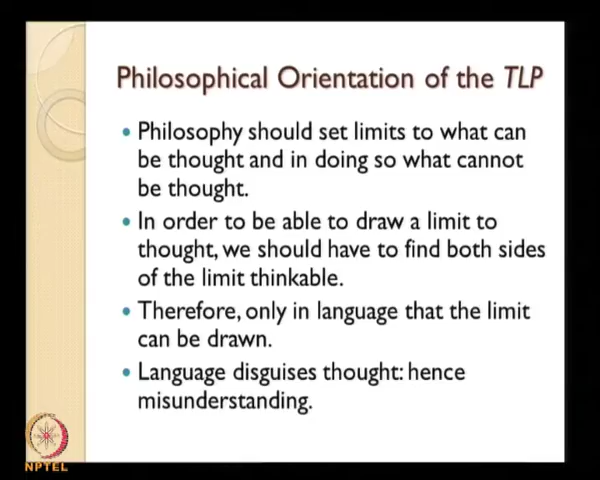 Philosophical Orientation of the TLP
• Philosophy should set limits to what can
be thought and in doing so what cannot
be thought.
• In order to be able to draw a limit to
thought, we should have to find both sides
of the limit thinkable.
• Therefore, only in language that the limit
can be drawn.
• Language disguises thought: hence
misunderstanding.
NPTEL